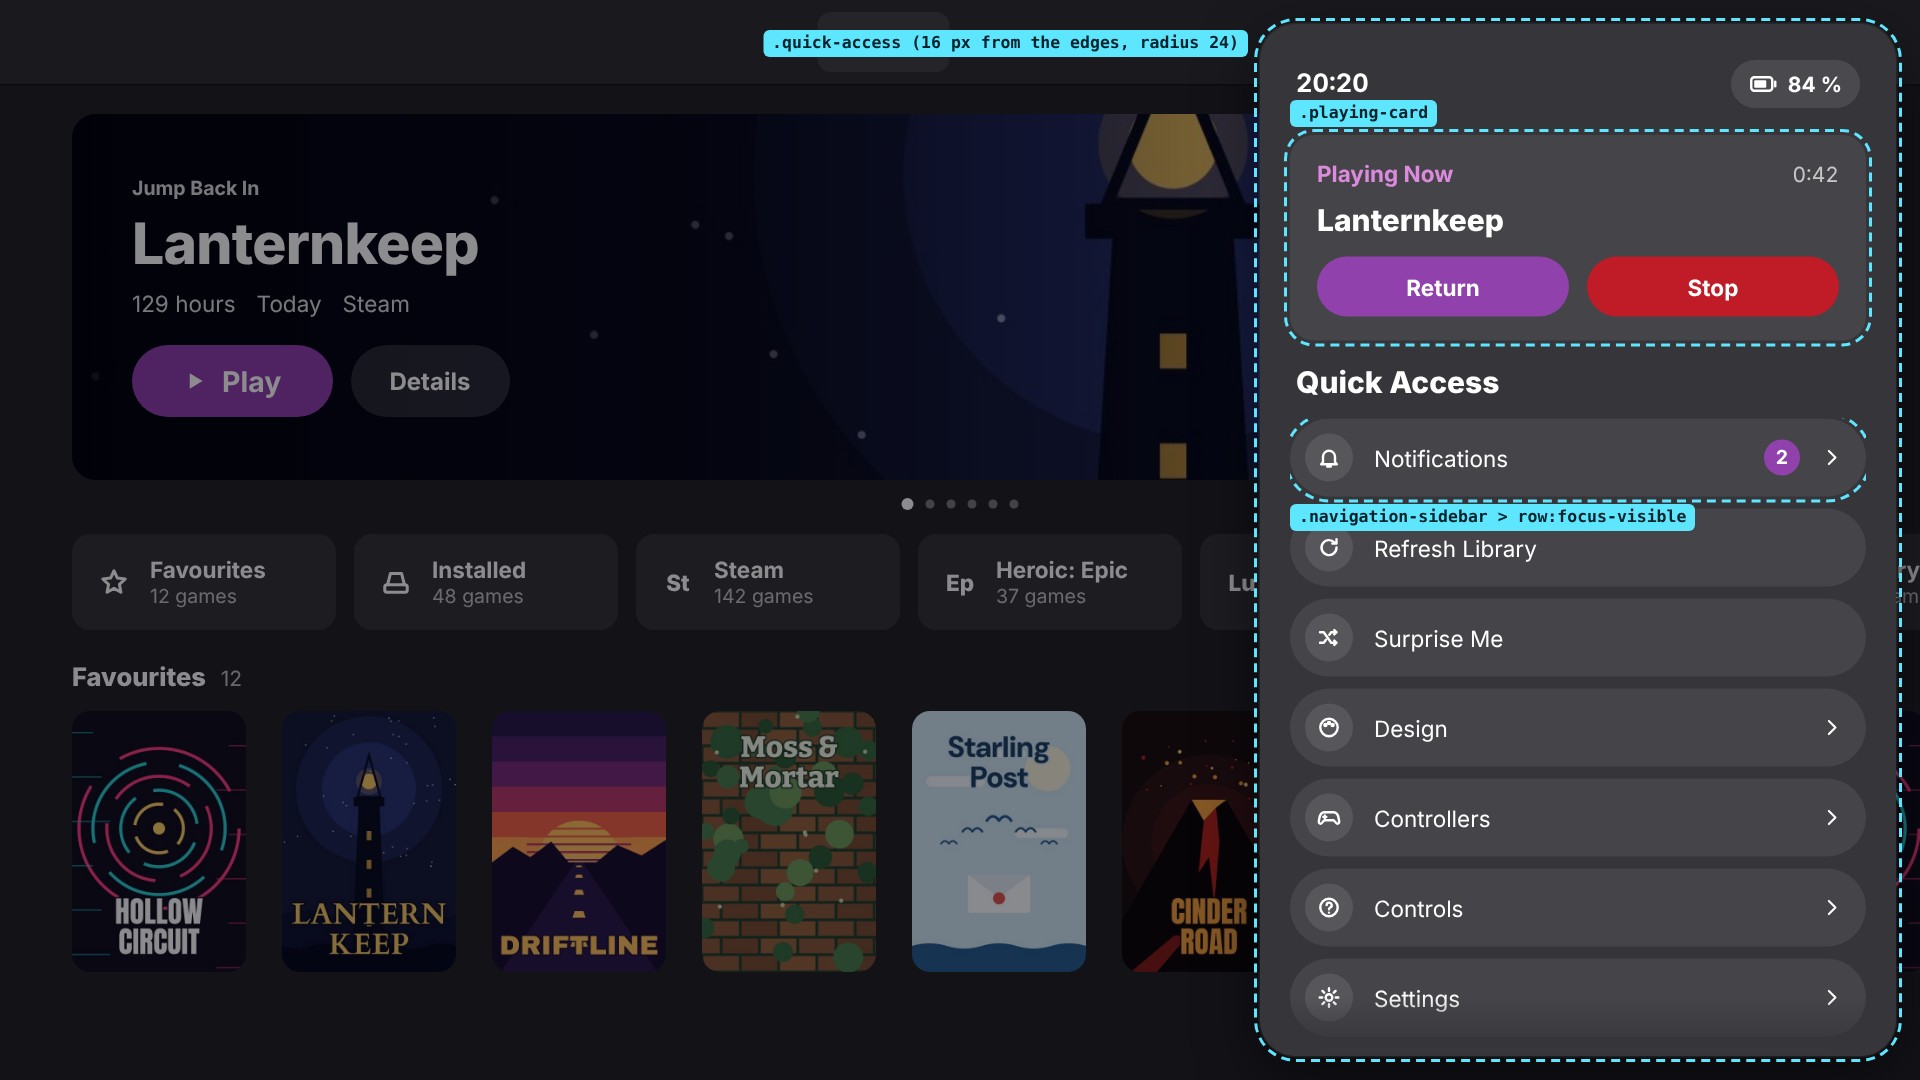 .quick-access (16 px from the edges, radius 24)
20:20
84 %
.playing-card
Playing Now
0:42
Lanternkeep
Return
Stop
Quick Access
Notifications
2
.navigation-sidebar > row:focus-visible
Refresh Library
Surprise Me
Design
Controllers
Controls
Settings
Jump Back In
Lanternkeep
129 hours Today Steam
Play
Details
Favourites
12 games
Installed
48 games
St
Steam
142 games
Ep
Heroic: Epic
37 games
Lu
Favourites 12
HOLLOW
CIRCUIT
LANTERN
KEEP
DRIFTLINE
Moss &
Mortar
Starling
Post
CINDER
ROAD